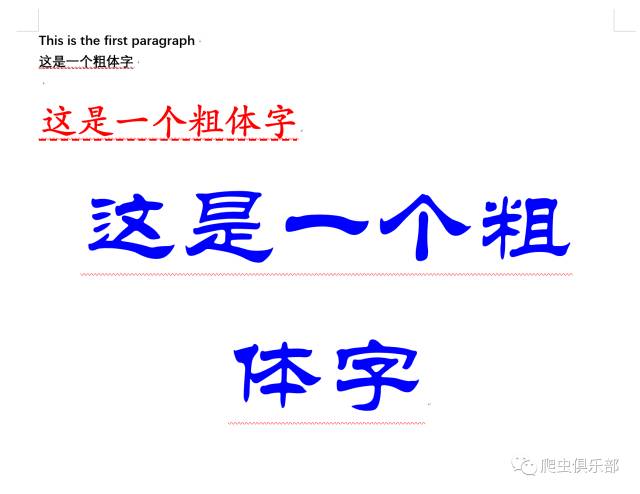 This is the first paragraph
这是一个粗体字
这是一个粗体字
这是一个粗
体字
爬虫俱乐部